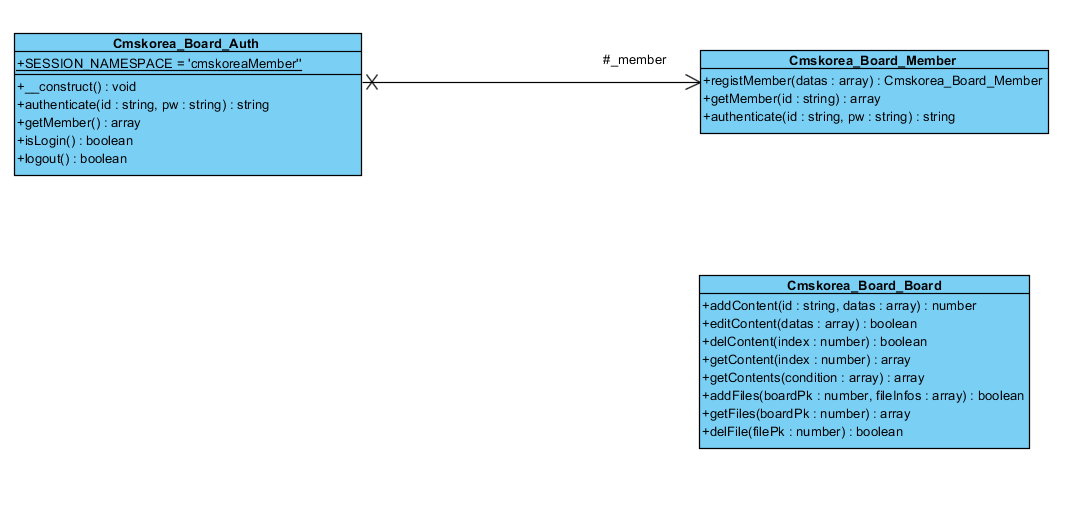 Cmskorea_Board_Auth
+SESSION_NAMESPACE = 'cmskoreaMember''
+__construct() : void
+authenticate(id : string, pw : string) : string
+getMember() : array
+isLogin() : boolean
+logout() : boolean
#_member
Cmskorea_Board_Member
+registMember(datas : array) : Cmskorea_Board_Member
+getMember(id : string) : array
+authenticate(id : string, pw : string) : string
Cmskorea_Board_Board
+addContent(id : string, datas : array) : number
+editContent(datas : array) : boolean
+delContent(index : number) : boolean
+getContent(index : number) : array
+getContents(condition : array) : array
+addFiles(boardPk : number, fileInfos : array) : boolean
+getFiles(boardPk : number) : array
+delFile(filePk : number) : boolean